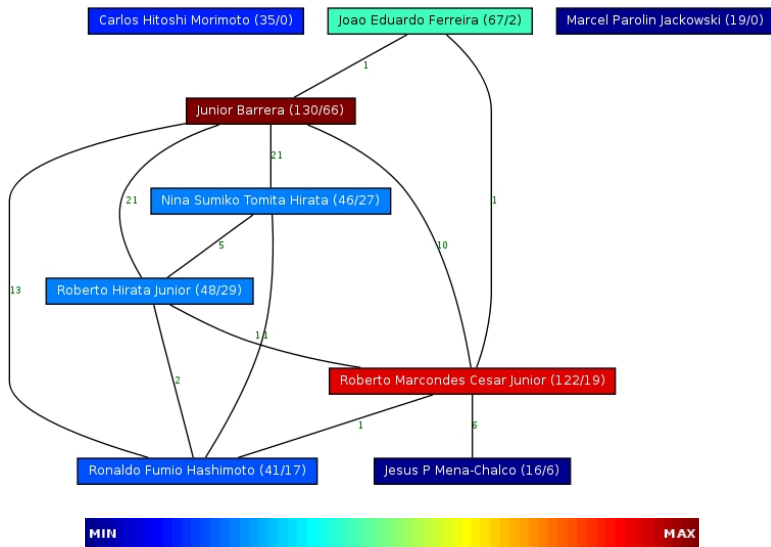 Carlos Hitoshi Morimoto (35/0)
Joao Eduardo Ferreira (67/2)
Marcel Parolin Jackowski (19/0)
1
Junior Barrera (130/66)
21
Nina Sumiko Tomita Hirata (46/27)
21
1
5
10
Roberto Hirata Junior (48/29)
13
1
1
Roberto Marcondes Cesar Junior (122/19)
2
1
6
Ronaldo Fumio Hashimoto (41/17)
Jesus P Mena-Chalco (16/6)
MIN
MAX